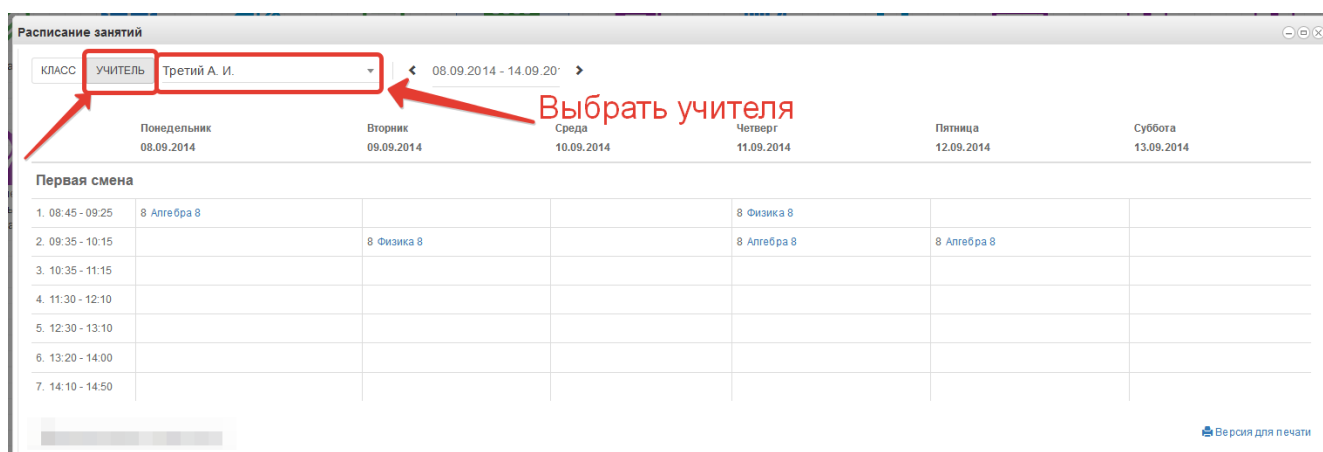 Расписание занятий
КЛАСС УЧИТЕЛЬ Третий А. И. 08.09.2014 - 14.09.20
Выбрать учителя
Понедельник Вторник Среда Четверг Пятница Суббота
08.09.2014 09.09.2014 10.09.2014 11.09.2014 12.09.2014 13.09.2014
Первая смена
1. 08:45 - 09:25 8 Алгебра 8 8 Физика 8
2. 09:35 - 10:15 8 Физика 8 8 Алгебра 8 8 Алгебра 8
3. 10:35 - 11:15
4. 11:30 - 12:10
5. 12:30 - 13:10
6. 13:20 - 14:00
7. 14:10 - 14:50
Версия для печати